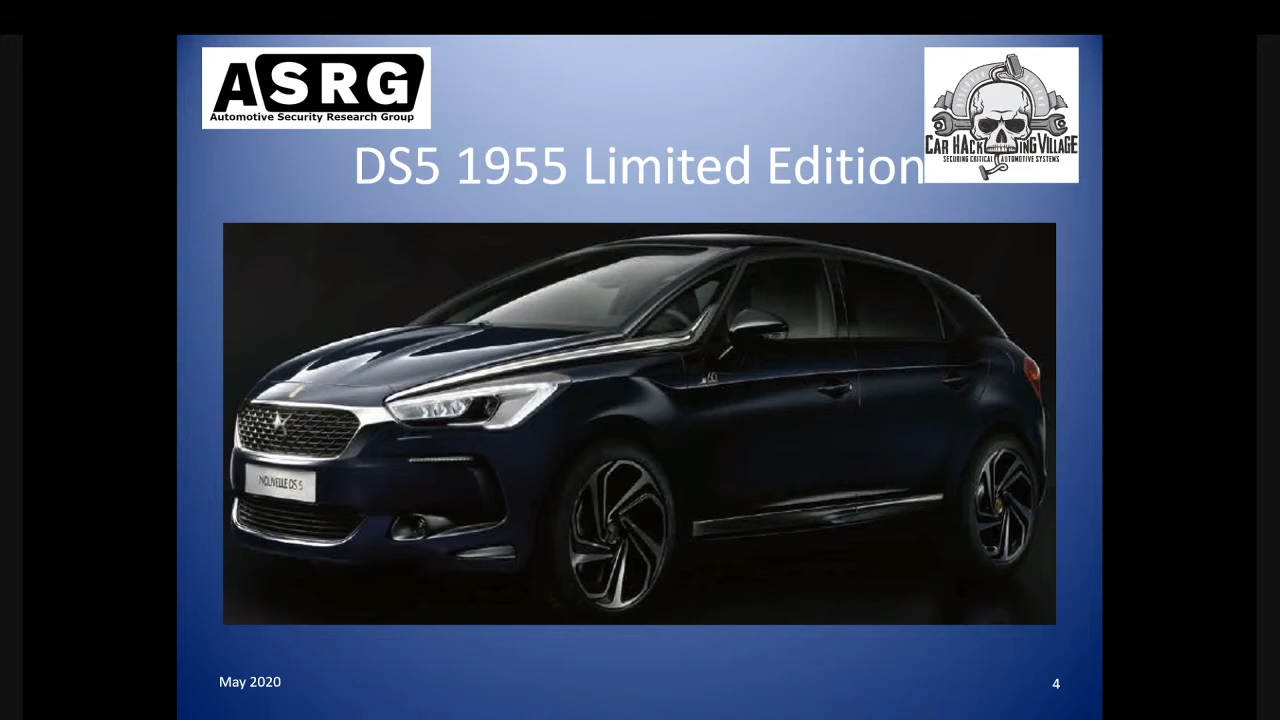 ASRG
Automotive Security Research Group
CAR HACKING VILLAGE
SECURING CRITICAL AUTOMOTIVE SYSTEMS
DS5 1955 Limited Edition
NOUVELLE DS 5
May 2020
4